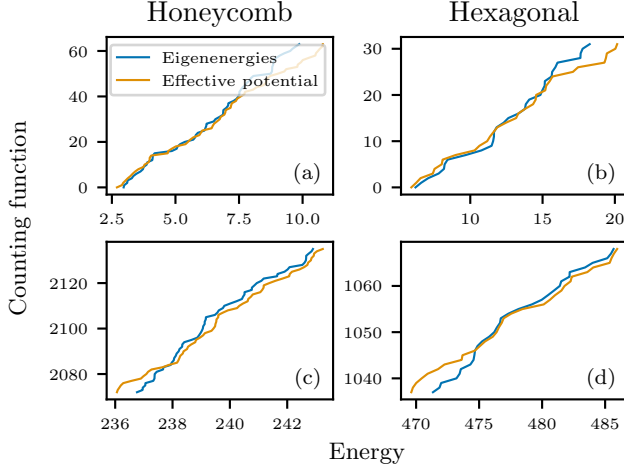 Honeycomb
Hexagonal
Counting function
60
40
20
0
Eigenenergies
Effective potential
(a)
2.5 5.0 7.5 10.0
30
20
10
0
(b)
10 15 20
2120
2100
2080
(c)
236 238 240 242
1060
1050
1040
(d)
470 475 480 485
Energy